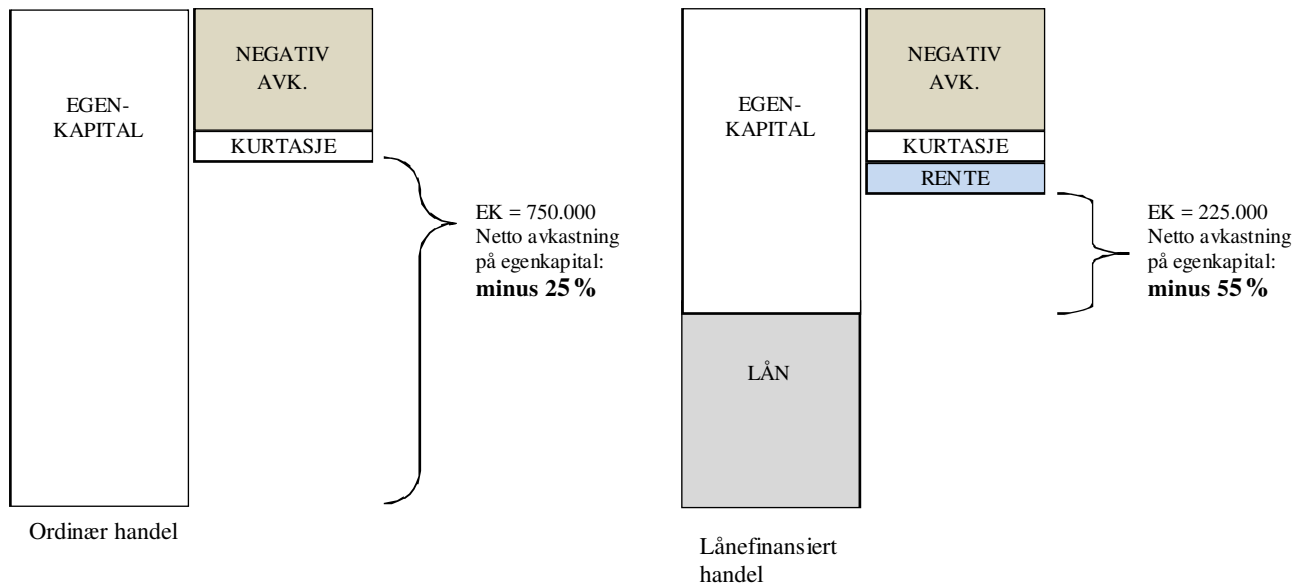 EGEN-
KAPITAL
NEGATIV
AVK.
KURTASJE
EK = 750.000
Netto avkastning
på egenkapital:
minus 25%
Ordinær handel
EGEN-
KAPITAL
NEGATIV
AVK.
KURTASJE
RENTE
EK = 225.000
Netto avkastning
på egenkapital:
minus 55%
LÅN
Lånefinansiert
handel